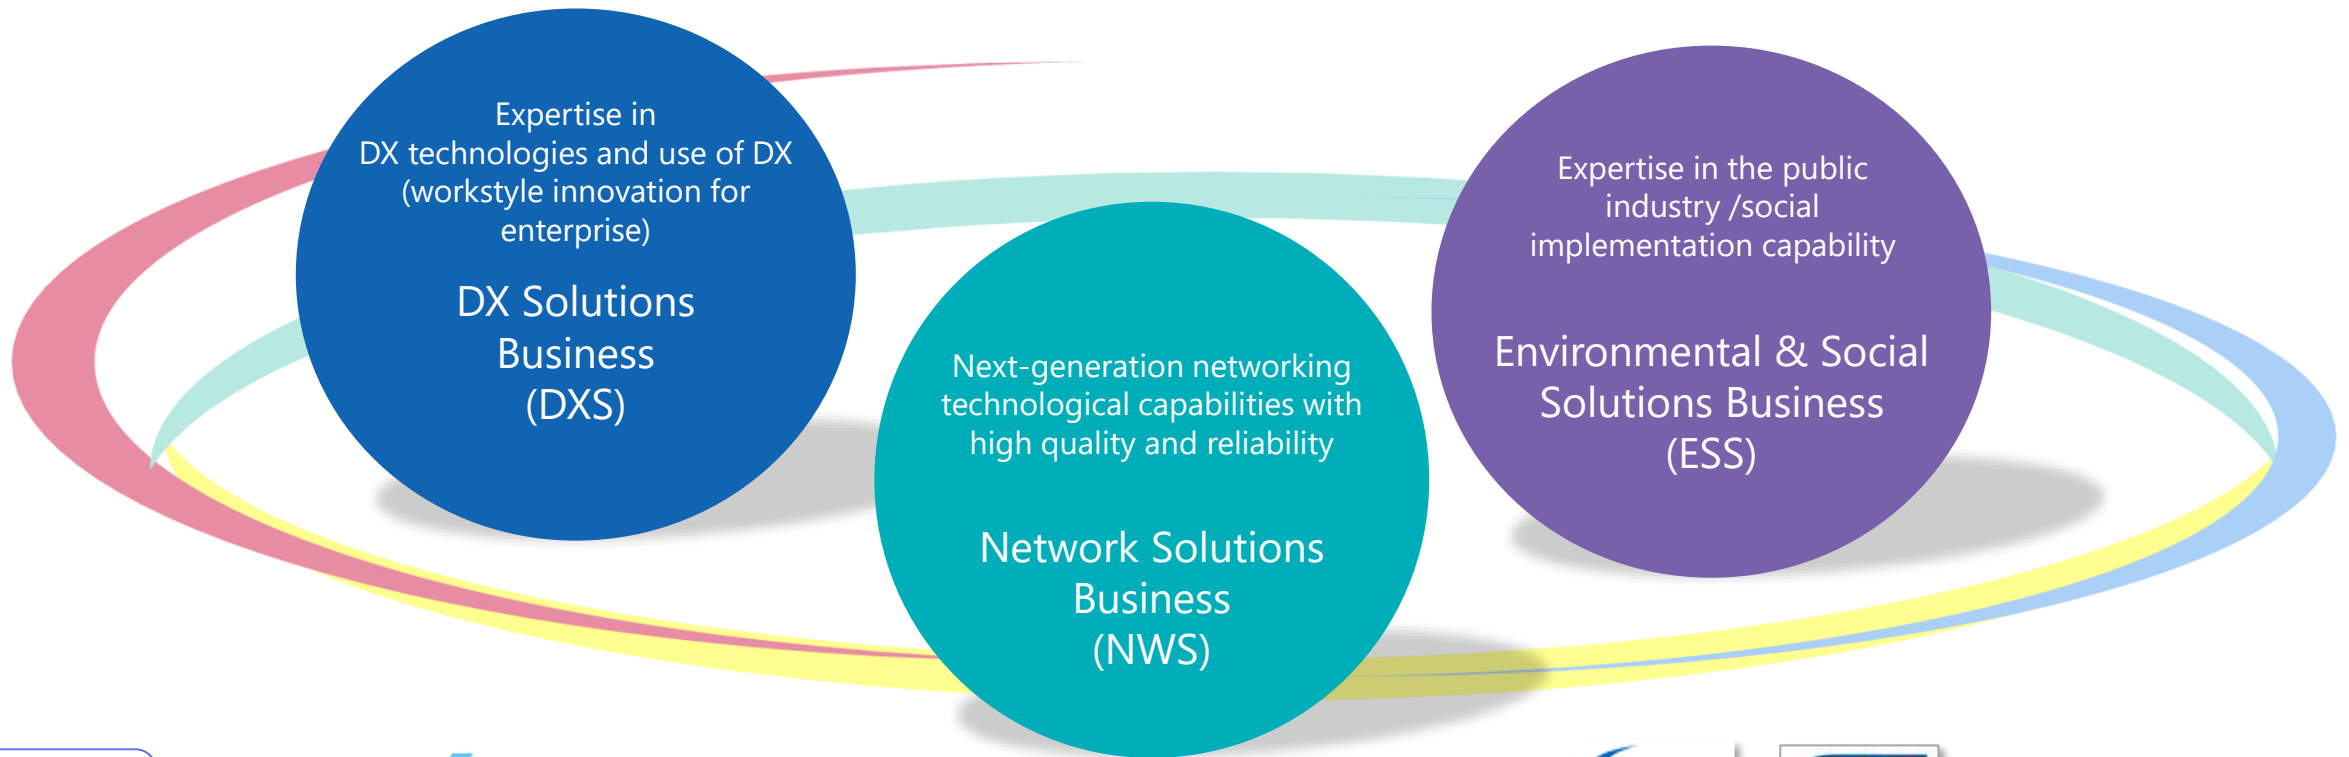 Expertise in
DX technologies and use of DX
(workstyle innovation for
enterprise)
DX Solutions
Business
(DXS)
Next-generation networking
technological capabilities with
high quality and reliability
Network Solutions
Business
(NWS)
Expertise in the public
industry /social
implementation capability
Environmental & Social
Solutions Business
(ESS)